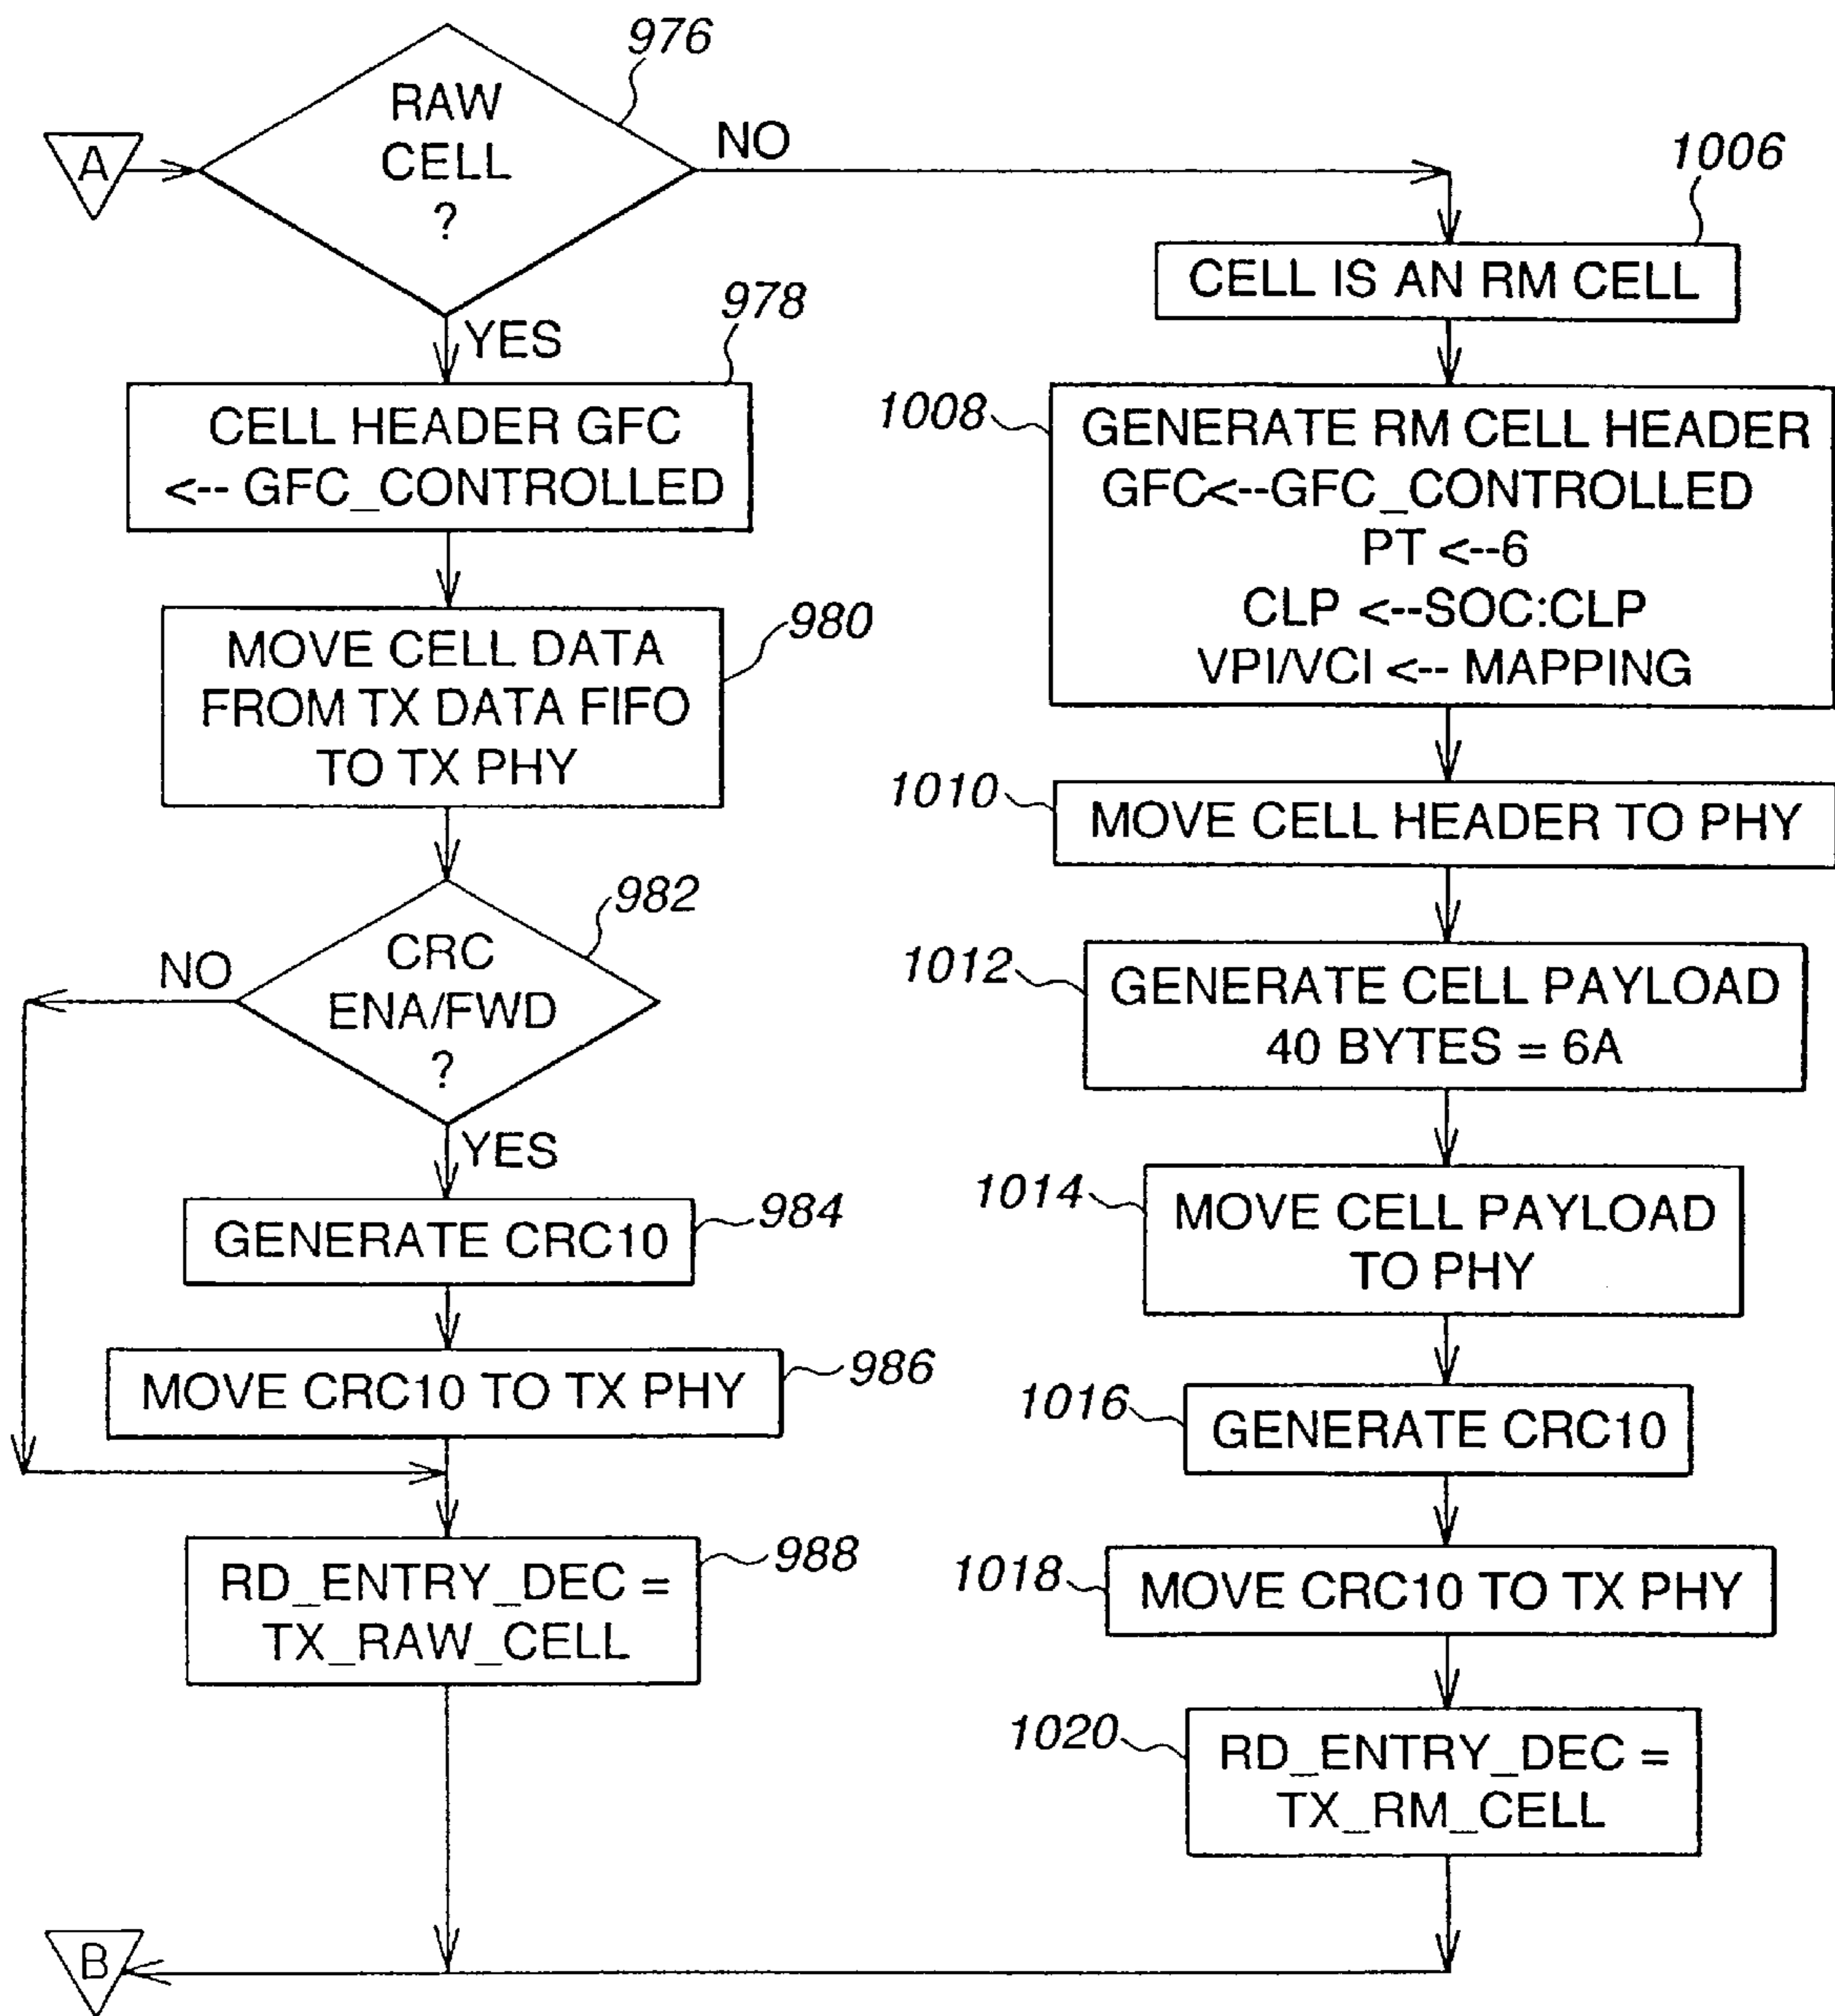 A
RAW
CELL
?
976
NO
YES
978
CELL HEADER GFC
<-- GFC_CONTROLLED
980
MOVE CELL DATA
FROM TX DATA FIFO
TO TX PHY
982
CRC
ENA/FWD
?
NO
YES
984
GENERATE CRC10
986
MOVE CRC10 TO TX PHY
988
RD_ENTRY_DEC =
TX_RAW_CELL
1006
CELL IS AN RM CELL
1008
GENERATE RM CELL HEADER
GFC<--GFC_CONTROLLED
PT <--6
CLP <--SOC:CLP
VPI/VCI <-- MAPPING
1010
MOVE CELL HEADER TO PHY
1012
GENERATE CELL PAYLOAD
40 BYTES = 6A
1014
MOVE CELL PAYLOAD
TO PHY
1016
GENERATE CRC10
1018
MOVE CRC10 TO TX PHY
1020
RD_ENTRY_DEC =
TX_RM_CELL
B